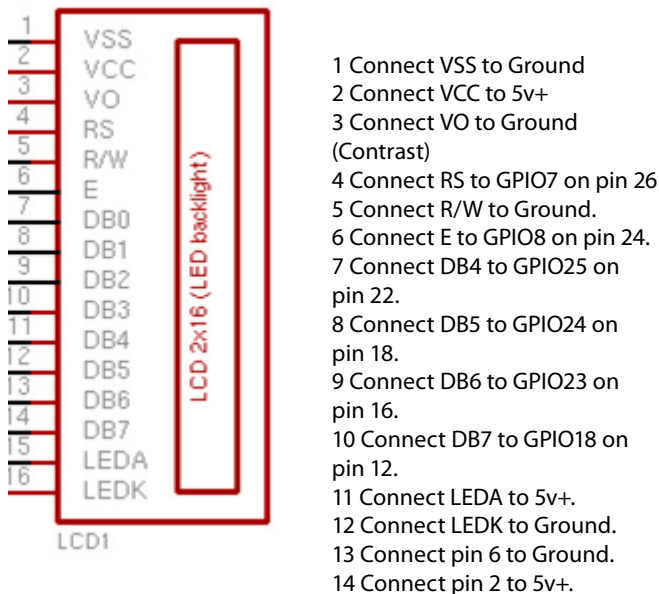 1
VSS
2
VCC
3
VO
4
RS
5
R/W
6
E
7
DB0
8
DB1
9
DB2
10
DB3
11
DB4
12
DB5
13
DB6
14
DB7
15
LEDA
16
LEDK
LCD 2x16 (LED backlight)
LCD1
1 Connect VSS to Ground
2 Connect VCC to 5v+
3 Connect VO to Ground
(Contrast)
4 Connect RS to GPIO7 on pin 26
5 Connect R/W to Ground.
6 Connect E to GPIO8 on pin 24.
7 Connect DB4 to GPIO25 on
pin 22.
8 Connect DB5 to GPIO24 on
pin 18.
9 Connect DB6 to GPIO23 on
pin 16.
10 Connect DB7 to GPIO18 on
pin 12.
11 Connect LEDA to 5v+.
12 Connect LEDK to Ground.
13 Connect pin 6 to Ground.
14 Connect pin 2 to 5v+.